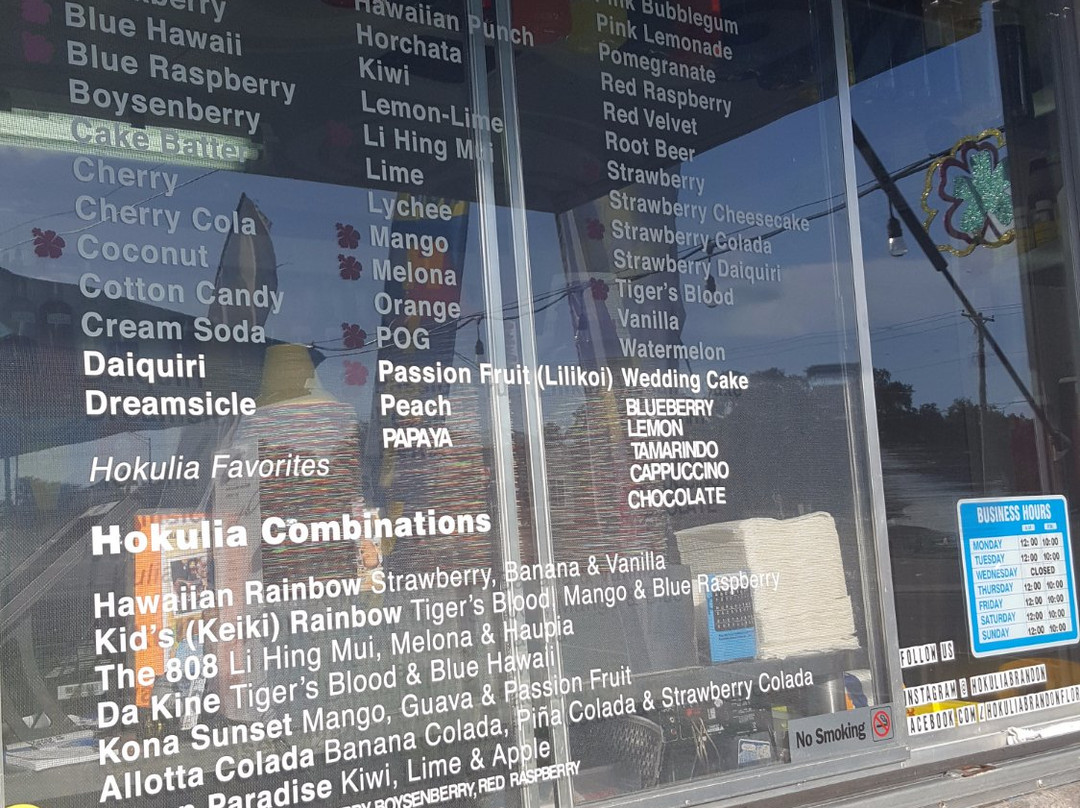 Blue Hawaii
Blue Raspberry
Boysenberry
Cake Batter
Cherry
Cherry Cola
Coconut
Cotton Candy
Cream Soda
Daiquiri
Dreamsicle
Hokulia Favorites
Hawaiian Punch
Horchata
Kiwi
Lemon-Lime
Li Hing Mui
Lime
Lychee
Mango
Melona
Orange
POG
Passion Fruit (Lilikoi)
Peach
PAPAYA
Pink Bubblegum
Pink Lemonade
Pomegranate
Red Raspberry
Red Velvet
Root Beer
Strawberry
Strawberry Cheesecake
Strawberry Colada
Strawberry Daiquiri
Tiger's Blood
Vanilla
Watermelon
Wedding Cake
BLUEBERRY
LEMON
TAMARINDO
CAPPUCCINO
CHOCOLATE
Hokulia Combinations
Hawaiian Rainbow Strawberry, Banana & Vanilla
Kid's (Keiki) Rainbow Tiger's Blood, Mango & Blue Raspberry
The 808 Li Hing Mui, Melona & Haupia
Da Kine Tiger's Blood & Blue Hawaii
Kona Sunset Mango, Guava & Passion Fruit
Allotta Colada Banana Colada, Piña Colada & Strawberry Colada
Paradise Kiwi, Lime & Apple
BOYSENBERRY, RED RASPBERRY
No Smoking
BUSINESS HOURS
MONDAY 12:00 10:00
TUESDAY 12:00 10:00
WEDNESDAY CLOSED
THURSDAY 12:00 10:00
FRIDAY 12:00 10:00
SATURDAY 12:00 10:00
SUNDAY 12:00 10:00
FOLLOW US
INSTAGRAM @ HOKULIABRANDON
FACEBOOK.COM/HOKULIABRANDONFLOR